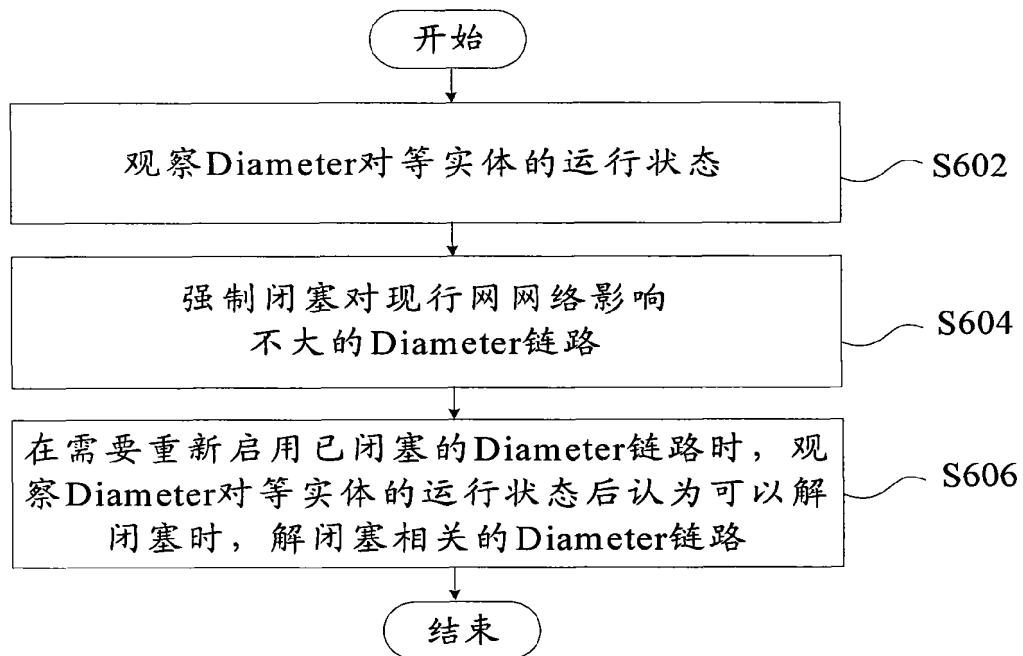 开始
观察Diameter对等实体的运行状态
S602
强制闭塞对现行网网络影响
不大的Diameter链路
S604
在需要重新启用已闭塞的Diameter链路时，观
察Diameter对等实体的运行状态后认为可以解
闭塞时，解闭塞相关的Diameter链路
S606
结束